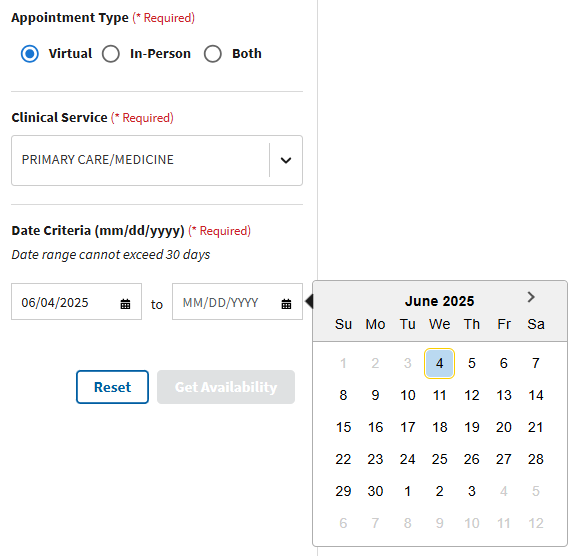 Appointment Type (* Required)
Virtual In-Person Both
Clinical Service (* Required)
PRIMARY CARE/MEDICINE
Date Criteria (mm/dd/yyyy) (* Required)
Date range cannot exceed 30 days
06/04/2025 to MM/DD/YYYY
Reset Get Availability
June 2025
Su Mo Tu We Th Fr Sa
1 2 3 4 5 6 7
8 9 10 11 12 13 14
15 16 17 18 19 20 21
22 23 24 25 26 27 28
29 30 1 2 3 4 5
6 7 8 9 10 11 12